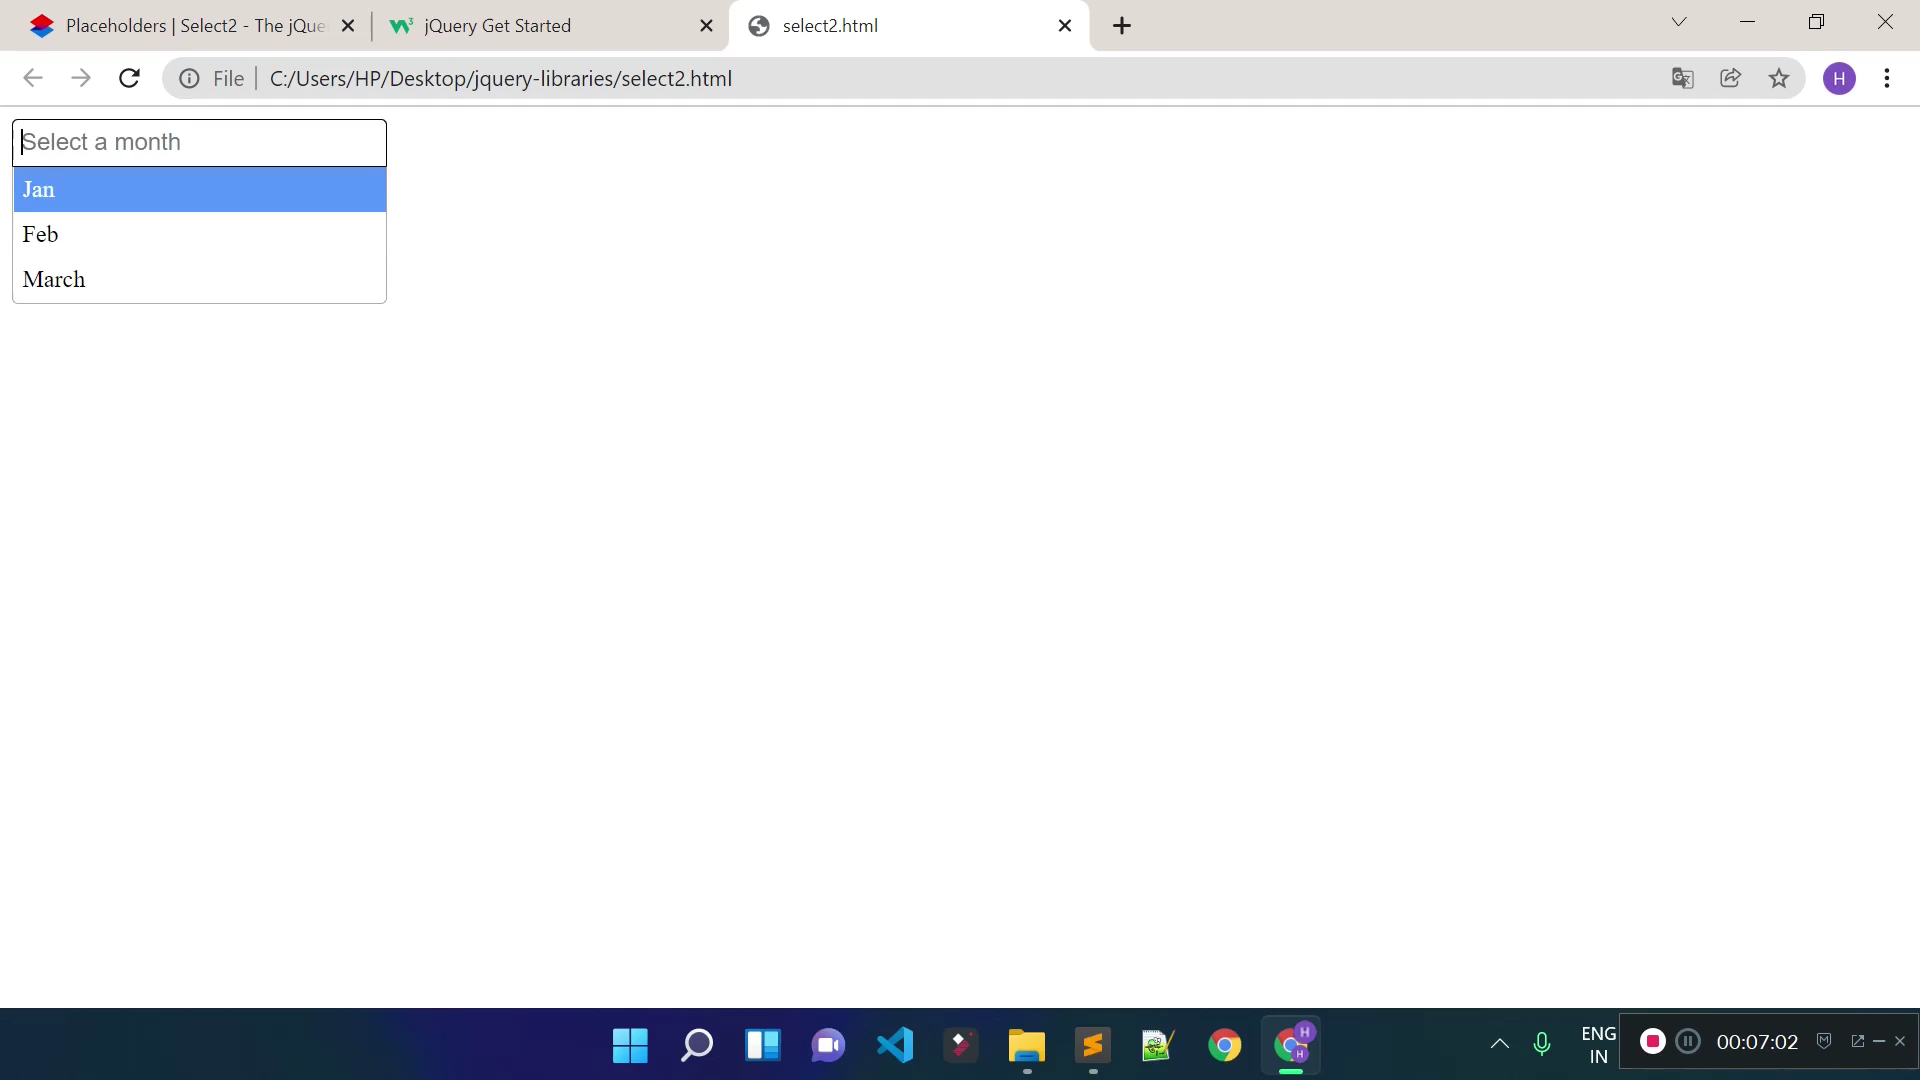 Placeholders | Select2 - The jQue
jQuery Get Started
select2.html
File
C:/Users/HP/Desktop/jquery-libraries/select2.html
H
Select a month
Jan
Feb
March
H
H
ENG
IN
00:07:02